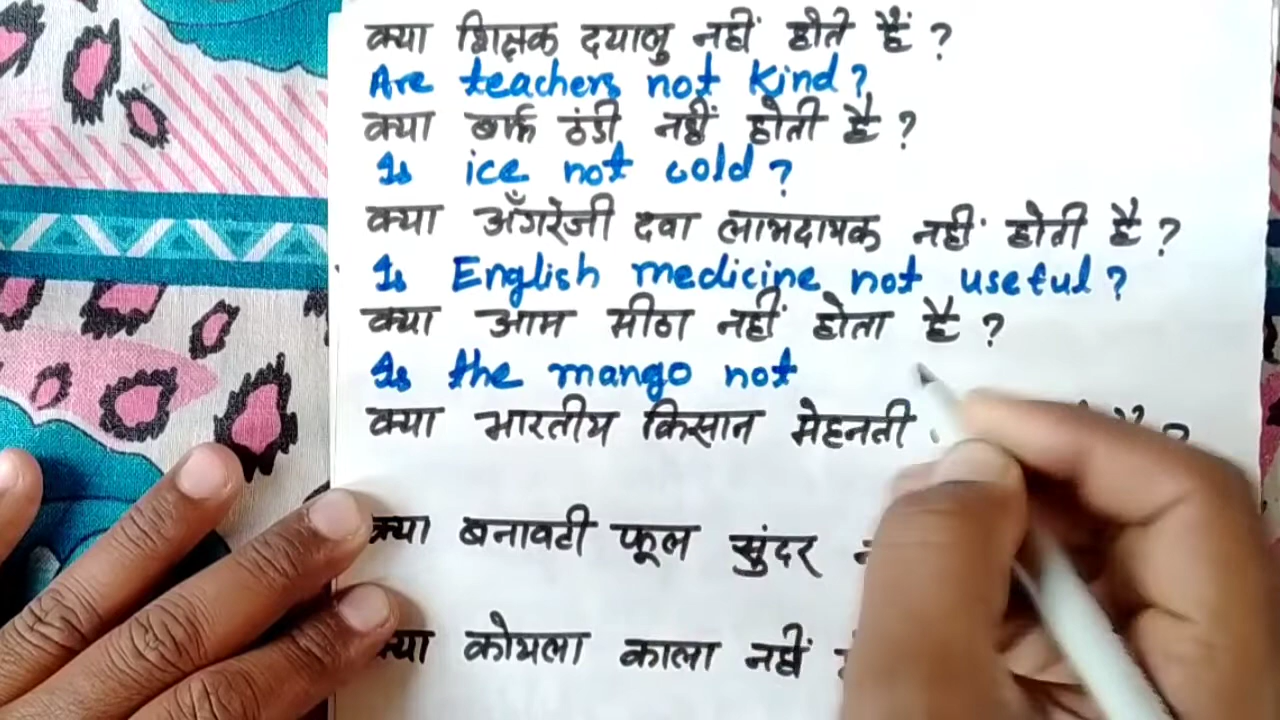 क्या शिक्षक दयालु नहीं होते हैं ?
Are teachers not kind?
क्या बर्फ ठंडी नहीं होती है ?
Is ice not cold?
क्या अँगरेजी दवा लाभदायक नहीं होती है ?
Is English medicine not useful?
क्या आम मीठा नहीं होता है ?
Is the mango not
क्या भारतीय किसान मेहनती ?
क्या बनावटी फूल सुंदर
क्या कोयला काला नहीं